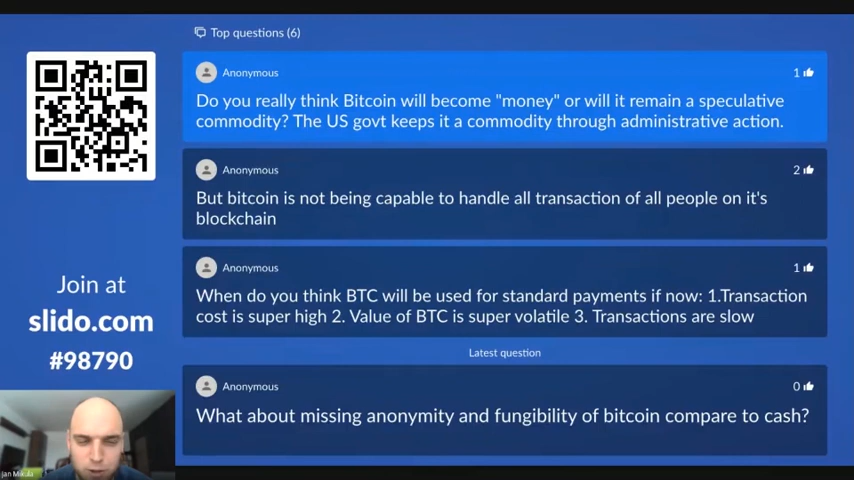 Top questions (6)
Anonymous
1
Do you really think Bitcoin will become "money" or will it remain a speculative
commodity? The US govt keeps it a commodity through administrative action.
Anonymous
2
But bitcoin is not being capable to handle all transaction of all people on it's
blockchain
Anonymous
1
When do you think BTC will be used for standard payments if now: 1.Transaction
cost is super high 2. Value of BTC is super volatile 3. Transactions are slow
Latest question
Anonymous
0
What about missing anonymity and fungibility of bitcoin compare to cash?
Join at
slido.com
#98790
Jan Mikula